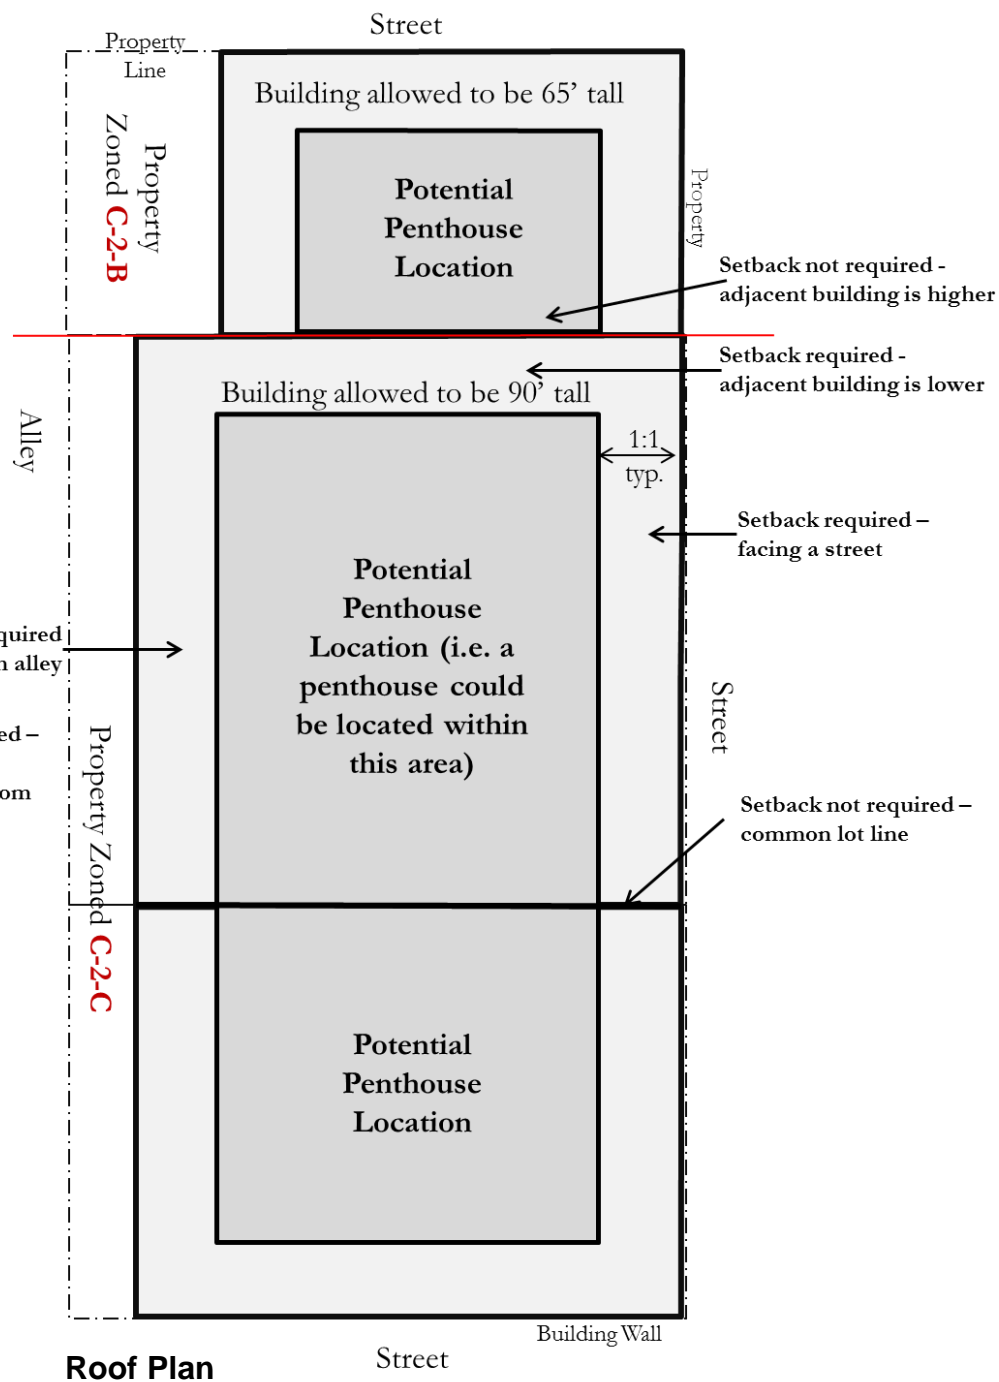 Street
Property
Line
Building allowed to be 65’ tall
Property
Zoned C-2-B
Potential
Penthouse
Location
Property
Setback not required -
adjacent building is higher
Setback required -
adjacent building is lower
Building allowed to be 90’ tall
Alley
1:1
typ.
Setback required –
facing a street
Potential
Penthouse
Location (i.e. a
penthouse could
be located within
this area)
quired
n alley
ed –
om
Street
Property Zoned C-2-C
Setback not required –
common lot line
Potential
Penthouse
Location
Building Wall
Street
Roof Plan